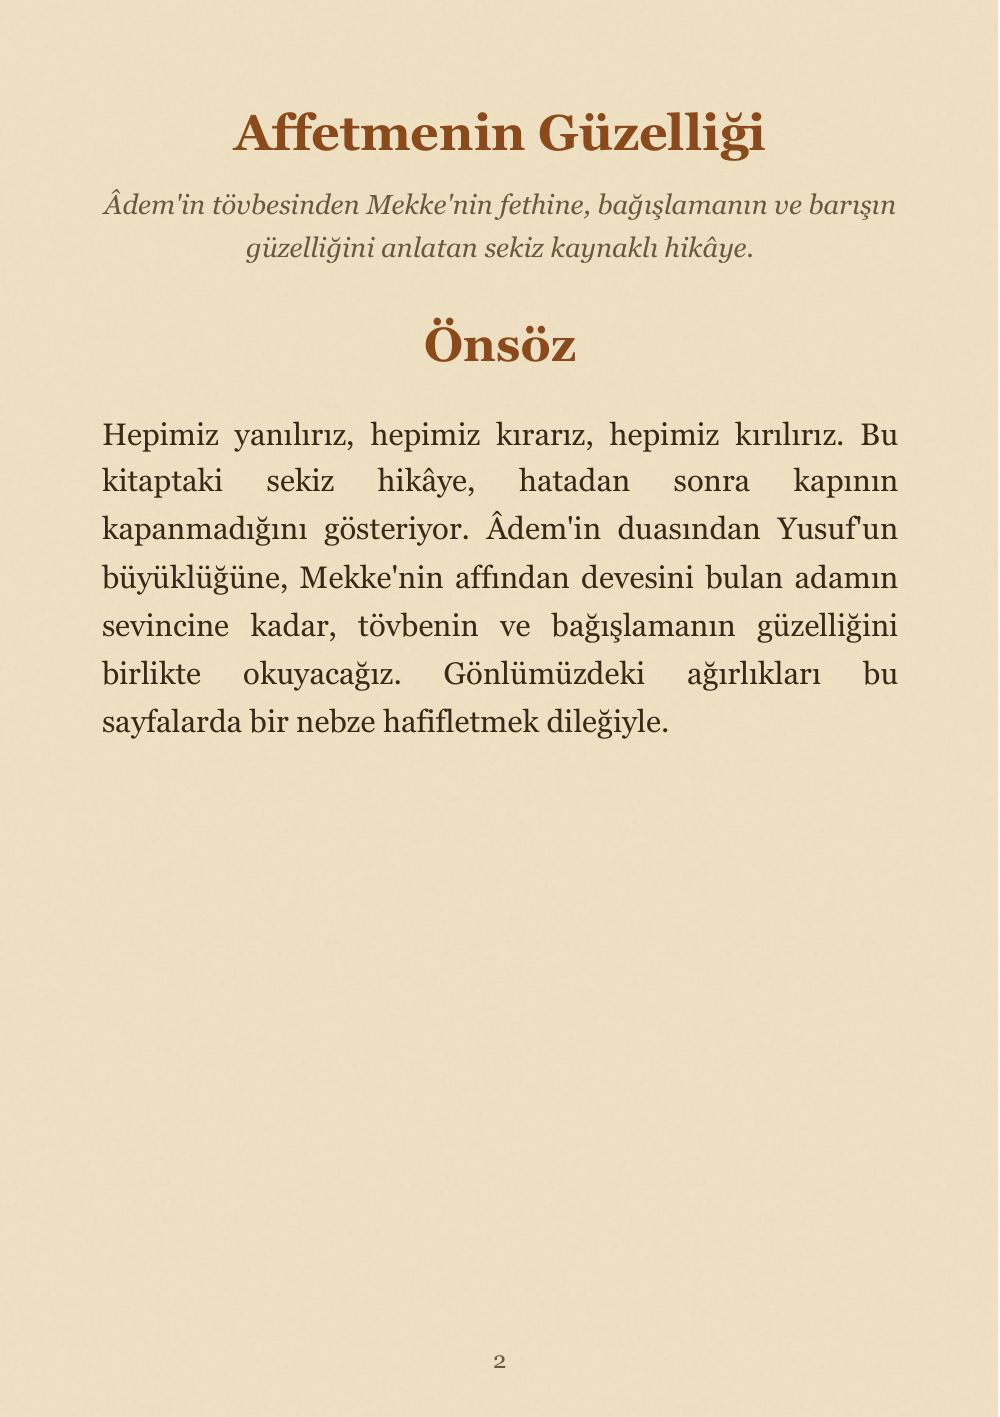 Affetmenin Güzelliği
Âdem'in tövbesinden Mekke'nin fethine, bağışlamanın ve barışın
güzelliğini anlatan sekiz kaynaklı hikâye.
Önsöz
Hepimiz yanılırız, hepimiz kırarız, hepimiz kırılırız. Bu
kitaptaki sekiz hikâye, hatadan sonra kapının
kapanmadığını gösteriyor. Âdem'in duasından Yusuf'un
büyüklüğüne, Mekke'nin affından devesini bulan adamın
sevincine kadar, tövbenin ve bağışlamanın güzelliğini
birlikte okuyacağız. Gönlümüzdeki ağırlıkları bu
sayfalarda bir nebze hafifletmek dileğiyle.
2